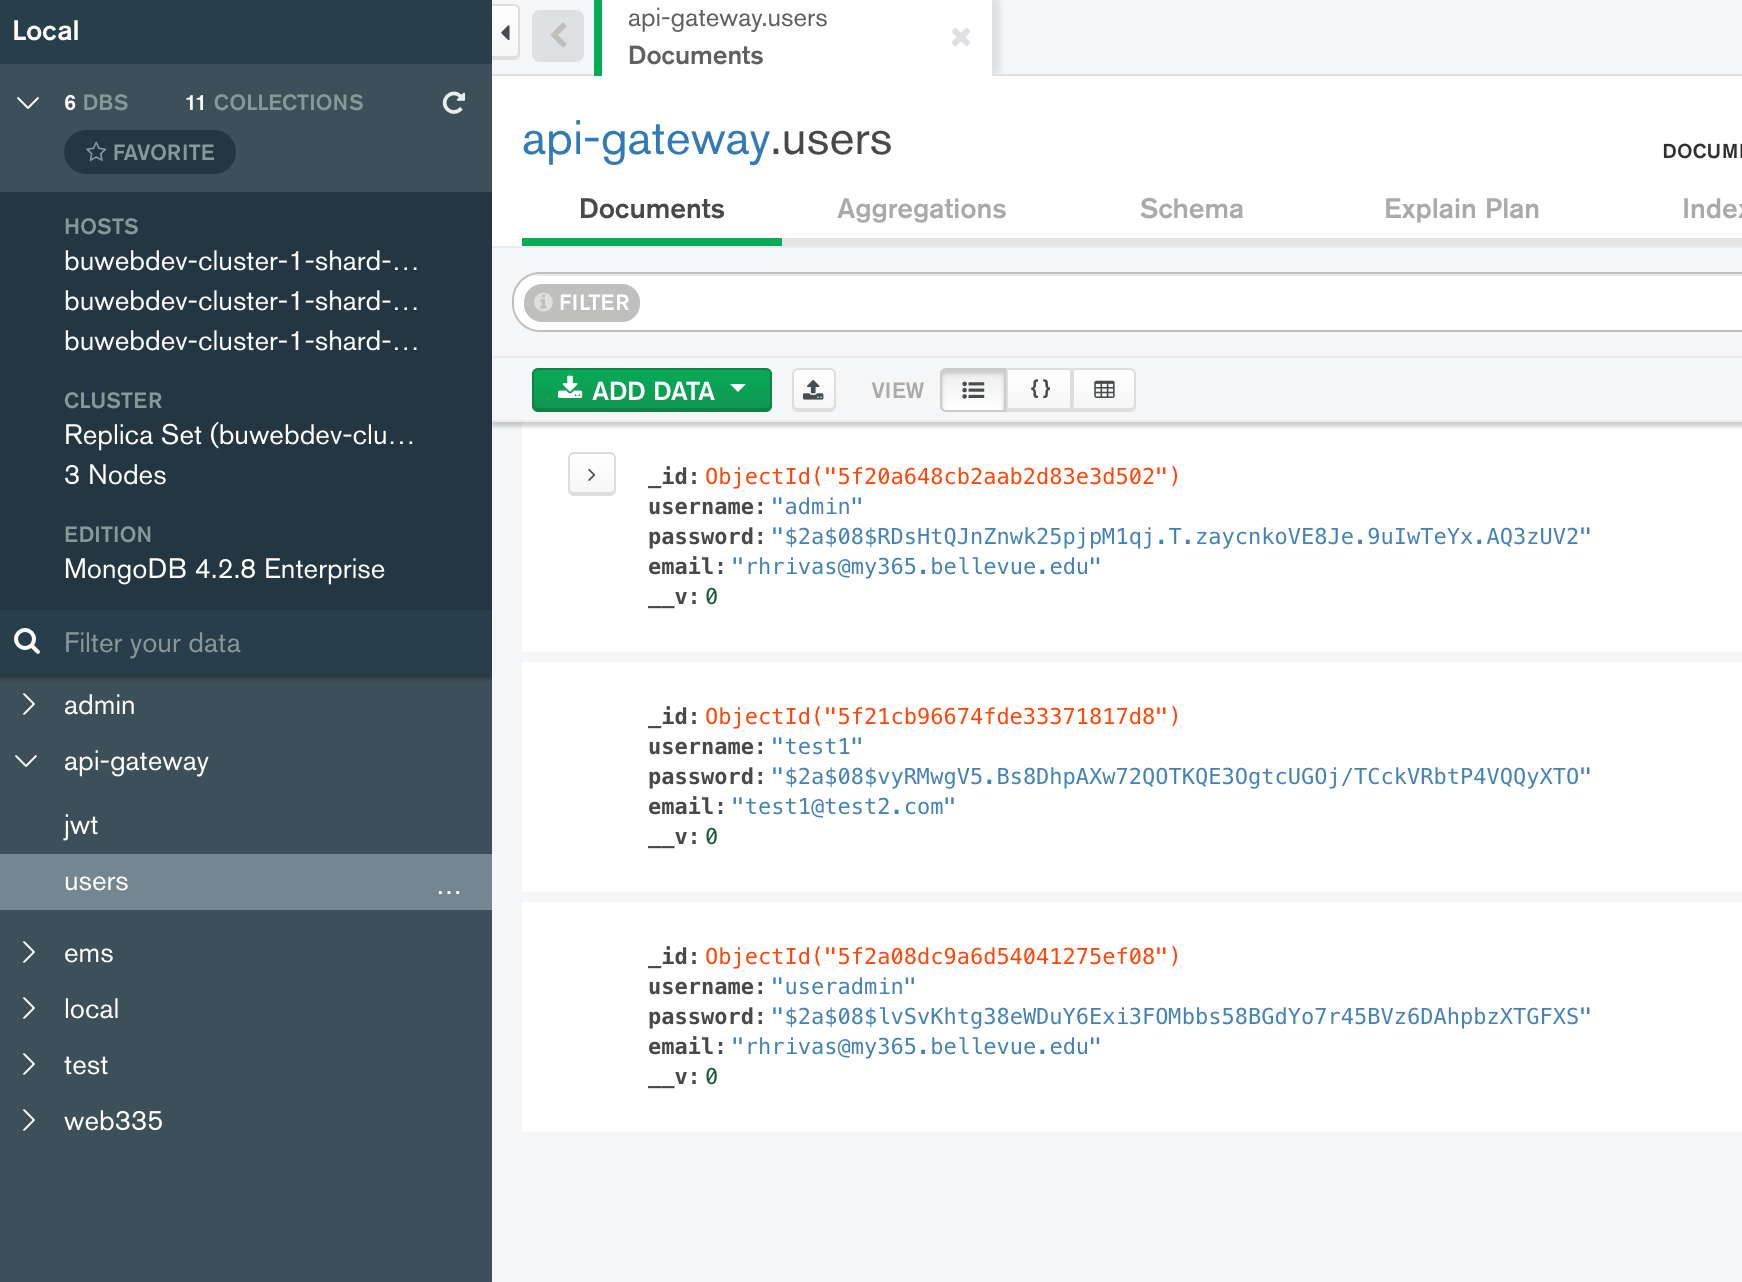 Local
6 DBS 11 COLLECTIONS
FAVORITE
HOSTS
buwebdev-cluster-1-shard-...
buwebdev-cluster-1-shard-...
buwebdev-cluster-1-shard-...
CLUSTER
Replica Set (buwebdev-clu...
3 Nodes
EDITION
MongoDB 4.2.8 Enterprise
Filter your data
admin
api-gateway
jwt
users ...
ems
local
test
web335
api-gateway.users
Documents
api-gateway.users
DOCUM
Documents Aggregations Schema Explain Plan Inde
FILTER
ADD DATA VIEW {}
_id: ObjectId("5f20a648cb2aab2d83e3d502")
username: "admin"
password: "$2a$08$RDsHtQJnZnwk25pjpM1qj.T.zaycnkoVE8Je.9uIwTeYx.AQ3zUV2"
email: "rhrivas@my365.bellevue.edu"
__v: 0
_id: ObjectId("5f21cb96674fde33371817d8")
username: "test1"
password: "$2a$08$vyRMwgV5.Bs8DhpAXw72QOTKQE3OgtcUGOj/TCckVRbtP4VQQyXTO"
email: "test1@test2.com"
__v: 0
_id: ObjectId("5f2a08dc9a6d54041275ef08")
username: "useradmin"
password: "$2a$08$lvSvKhtg38eWDuY6Exi3FOMbbs58BGdYo7r45BVz6DAhpbzXTGFXS"
email: "rhrivas@my365.bellevue.edu"
__v: 0